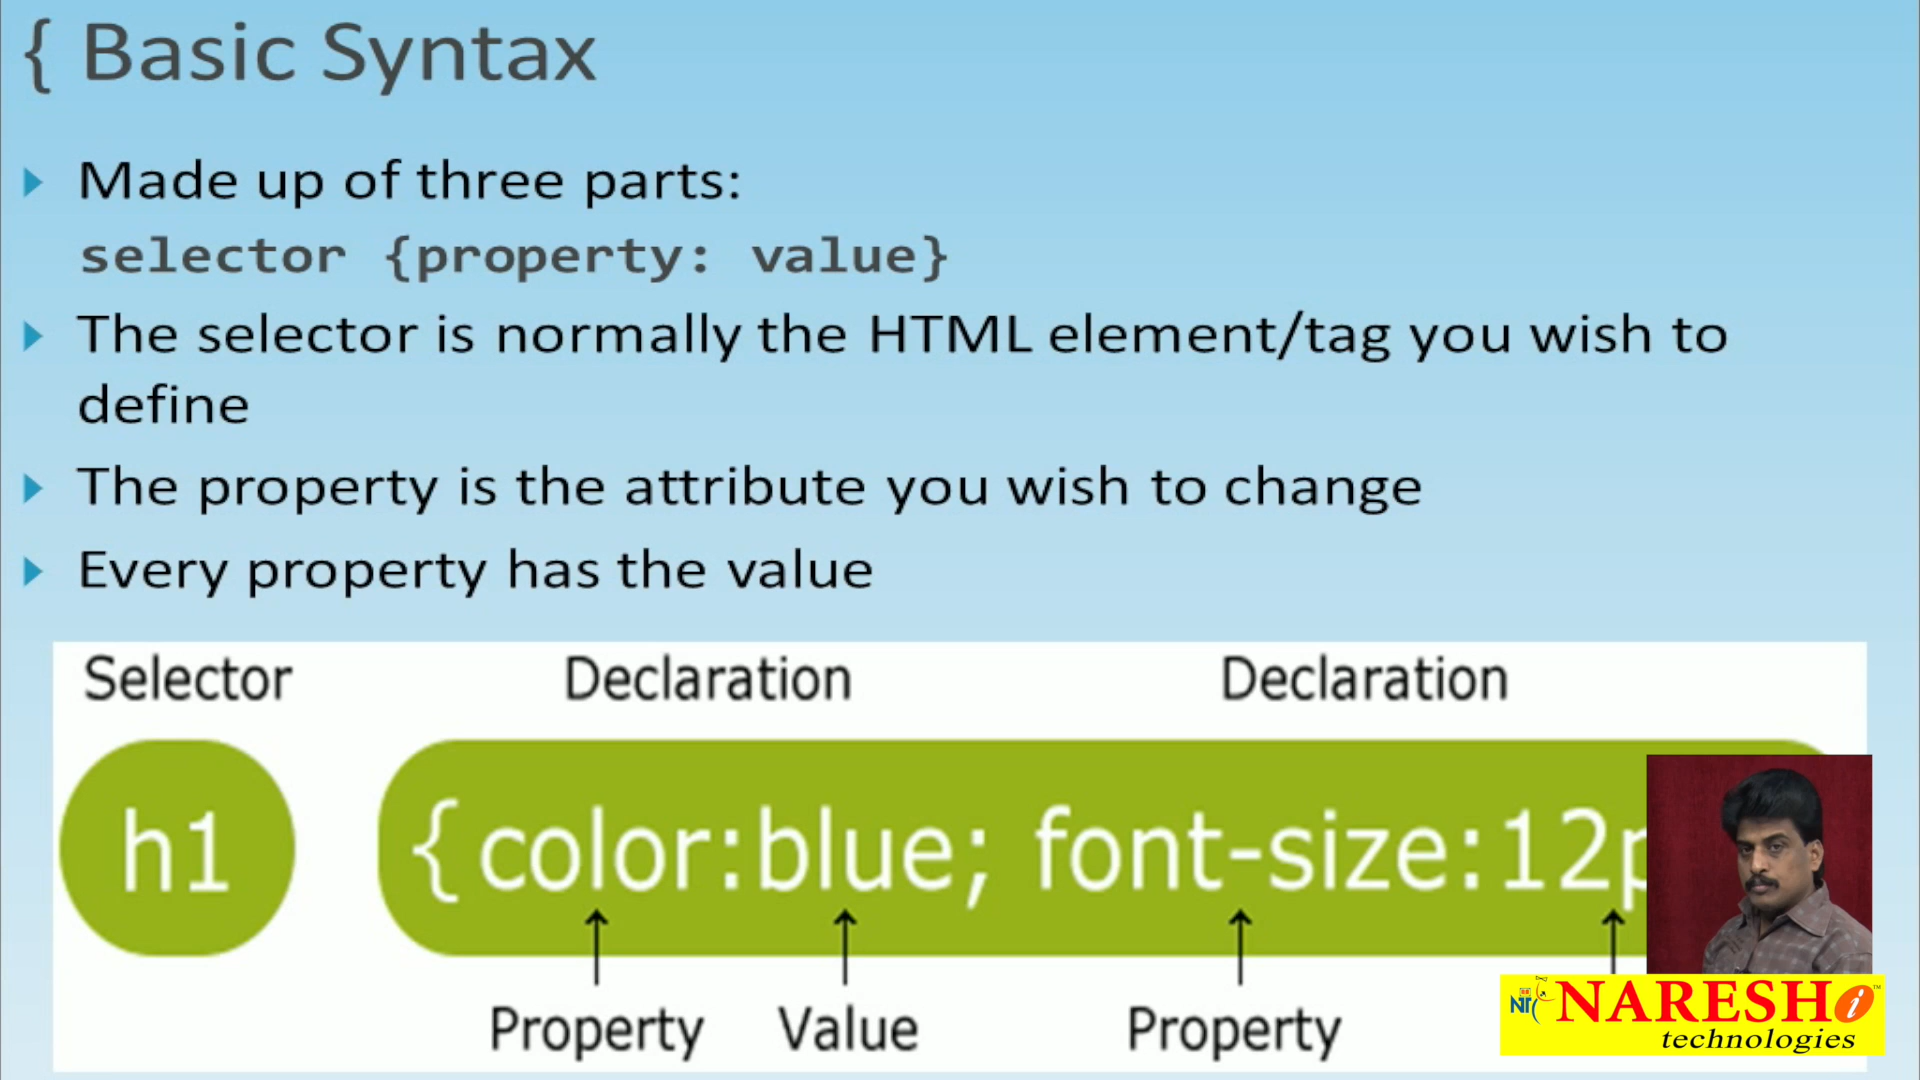 { Basic Syntax
Made up of three parts:
selector {property: value}
The selector is normally the HTML element/tag you wish to
define
The property is the attribute you wish to change
Every property has the value
Selector Declaration Declaration
h1 {color:blue; font-size:12p
Property Value Property
NARESH i ™
technologies